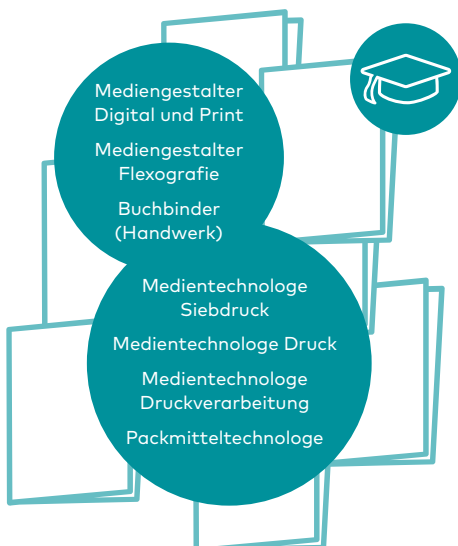 Mediengestalter
Digital und Print
Mediengestalter
Flexografie
Buchbinder
(Handwerk)
Medientechnologe
Siebdruck
Medientechnologe Druck
Medientechnologe
Druckverarbeitung
Packmitteltechnologe